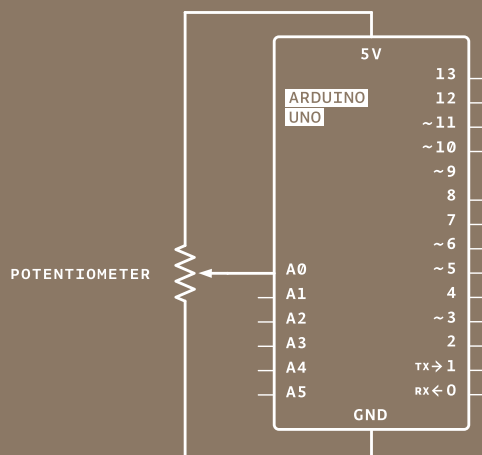 5V
ARDUINO
UNO
13
12
~11
~10
~9
8
7
~6
POTENTIOMETER
A0
~5
A1
4
A2
~3
A3
2
A4
TX→1
A5
RX←0
GND